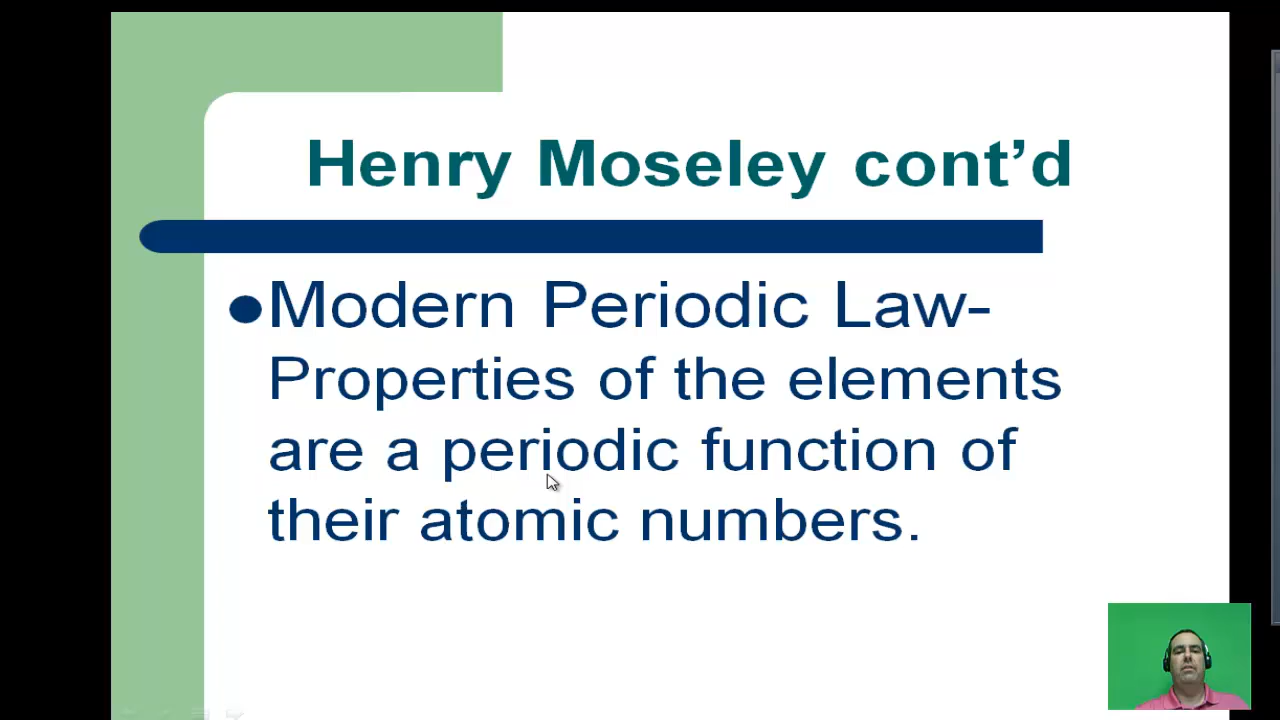 Henry Moseley cont’d
Modern Periodic Law-
Properties of the elements
are a periodic function of
their atomic numbers.